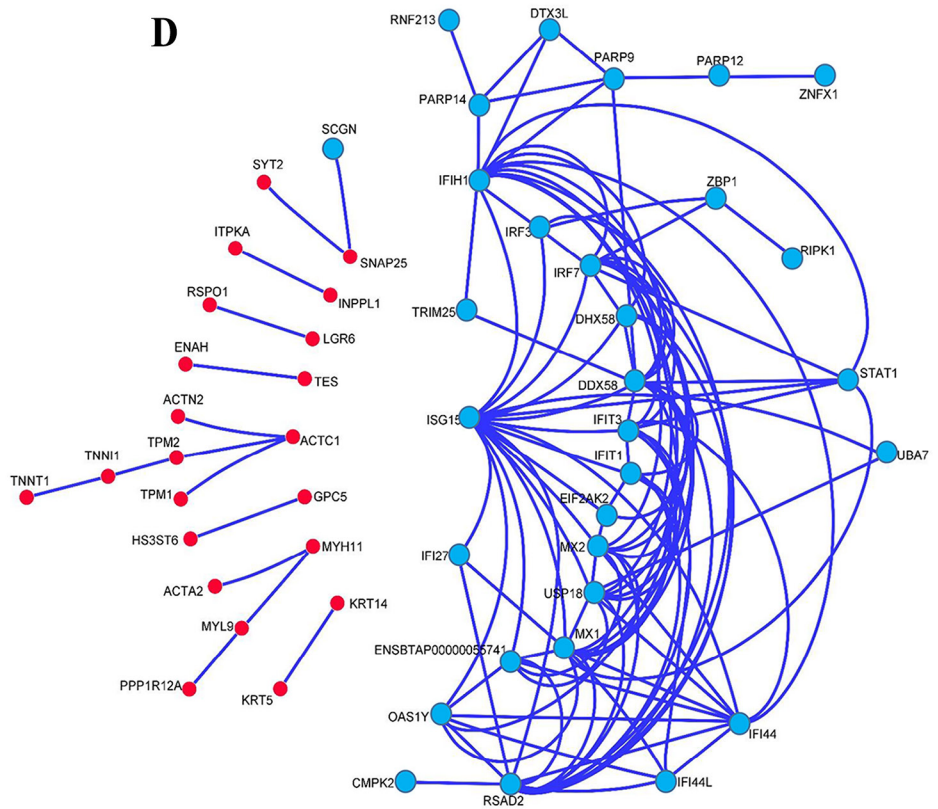 D
RNF213
DTX3L
PARP9
PARP12
ZNFX1
PARP14
SCGN
SYT2
IFIH1
ZBP1
ITPKA
IRF3
SNAP25
IRF7
RIPK1
RSPO1
INPPL1
TRIM25
DHX58
LGR6
ENAH
TES
DDX58
STAT1
ACTN2
ISG15
IFIT3
ACTC1
TPM2
TNNI1
IFIT1
UBA7
TNNT1
TPM1
GPC5
EIF2AK2
HS3ST6
MYH11
MX2
IFI27
ACTA2
USP18
KRT14
MYL9
MX1
ENSBTAP00000055741
PPP1R12A
KRT5
OAS1Y
IFI44
CMPK2
RSAD2
IFI44L